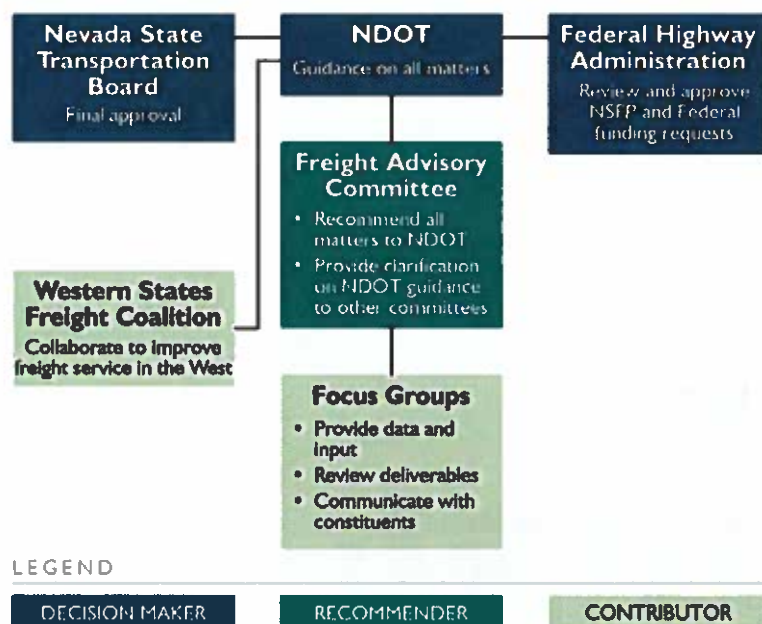 Nevada State
Transportation
Board
Final approval
NDOT
Guidance on all matters
Federal Highway
Administration
Review and approve
NSFP and Federal
funding requests
Freight Advisory
Committee
• Recommend all
matters to NDOT
• Provide clarification
on NDOT guidance
to other committees
Western States
Freight Coalition
Collaborate to improve
freight service in the West
Focus Groups
• Provide data and
input
• Review deliverables
• Communicate with
constituents
LEGEND
DECISION MAKER
RECOMMENDER
CONTRIBUTOR